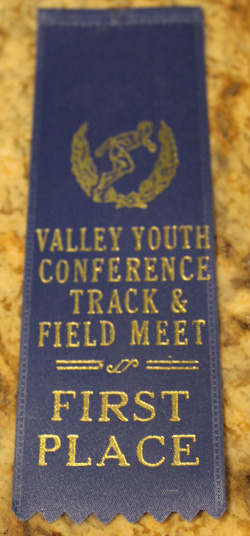 VALLEY YOUTH
CONFERENCE
TRACK &
FIELD MEET
FIRST
PLACE